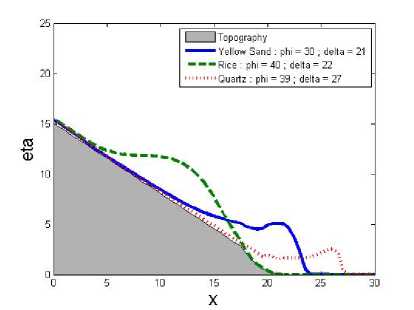 25
20
15
10
5
0
eta
Topography
Yellow Sand : phi = 30 ; delta = 21
Rice : phi = 40 ; delta = 22
Quartz : phi = 39 ; delta = 27
0 5 10 15 20 25 30
x